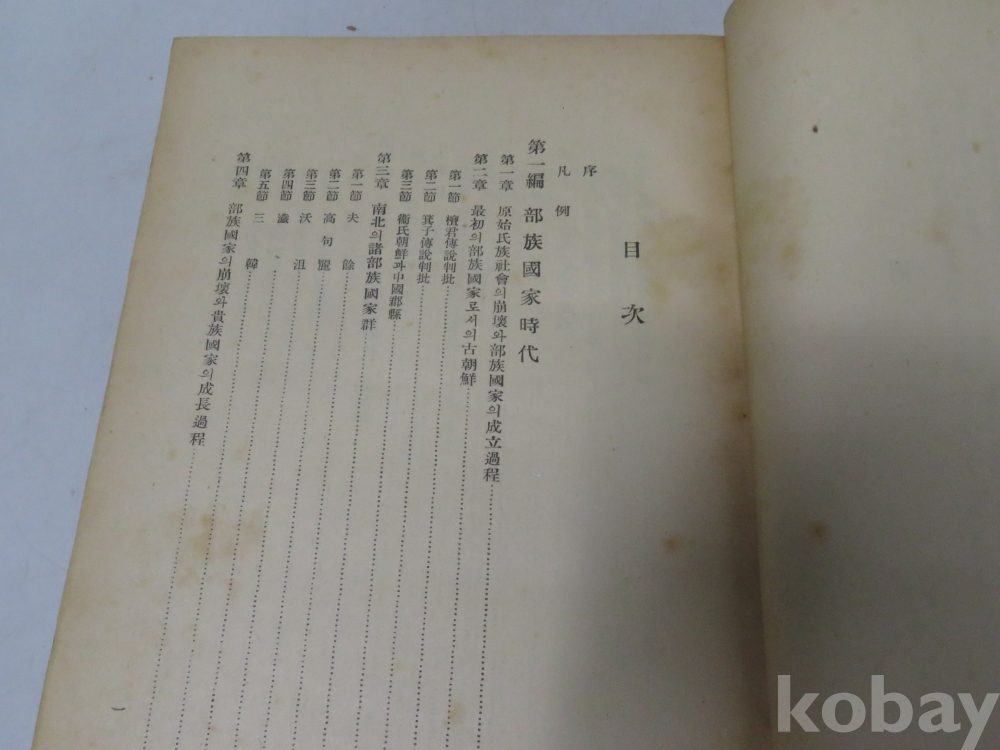 目次
序
凡例
第一編 部族國家時代
第一章 原始氏族社會의崩壞와部族國家의成立過程
第二章 最初의部族國家로서의古朝鮮
第一節 檀君傳說判批
第二節 箕子傳說判批
第三節 衞氏朝鮮과中國郡縣
第三章 南北의諸部族國家群
第一節 夫餘
第二節 高句麗
第三節 沃沮
第四節 濊
第五節 三韓
第四章 部族國家의崩壞와貴族國家의成長過程
kobay